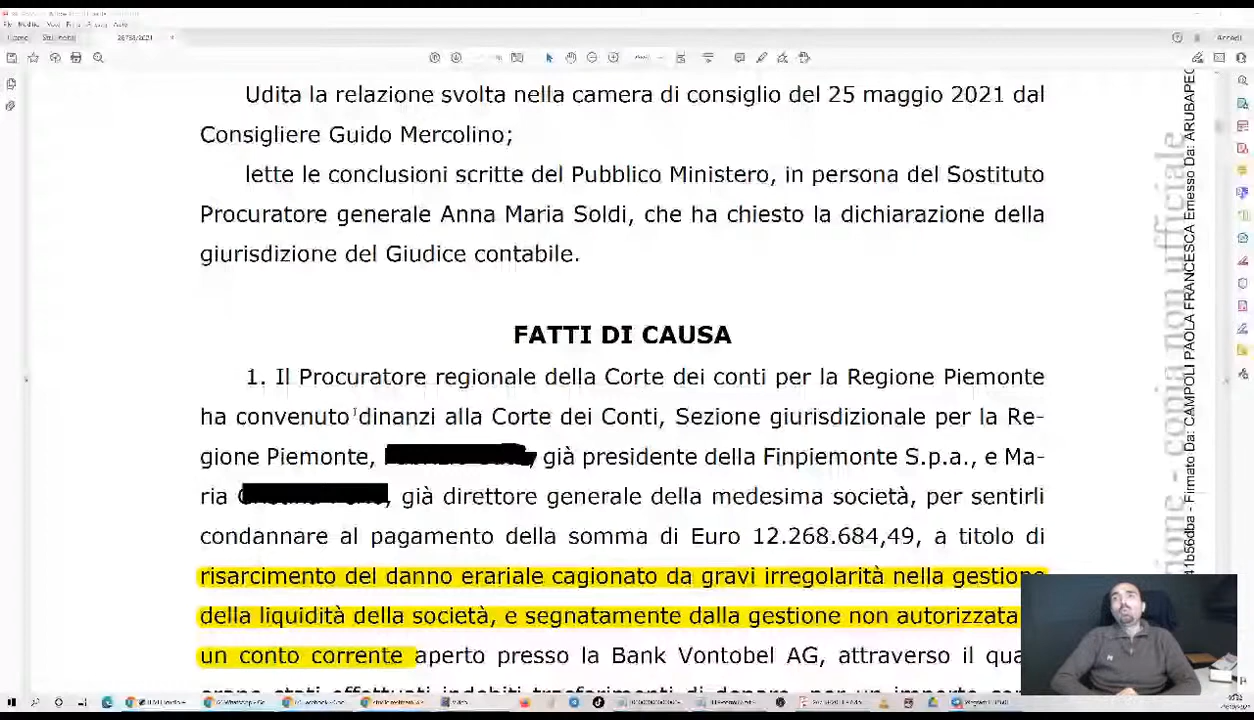 Udita la relazione svolta nella camera di consiglio del 25 maggio 2021 dal
Consigliere Guido Mercolino;
lette le conclusioni scritte del Pubblico Ministero, in persona del Sostituto
Procuratore generale Anna Maria Soldi, che ha chiesto la dichiarazione della
giurisdizione del Giudice contabile.
FATTI DI CAUSA
1. Il Procuratore regionale della Corte dei conti per la Regione Piemonte
ha convenuto dinanzi alla Corte dei Conti, Sezione giurisdizionale per la Re-
gione Piemonte, già presidente della Finpiemonte S.p.a., e Ma-
ria , già direttore generale della medesima società, per sentirli
condannare al pagamento della somma di Euro 12.268.684,49, a titolo di
risarcimento del danno erariale cagionato da gravi irregolarità nella gestione
della liquidità della società, e segnatamente dalla gestione non autorizzata
un conto corrente aperto presso la Bank Vontobel AG, attraverso il qua
zione - copia non ufficiale
41b56dba - Firmato Da: CAMPOLI PAOLA FRANCESCA Emesso Da: ARUBAPEC
Accedi